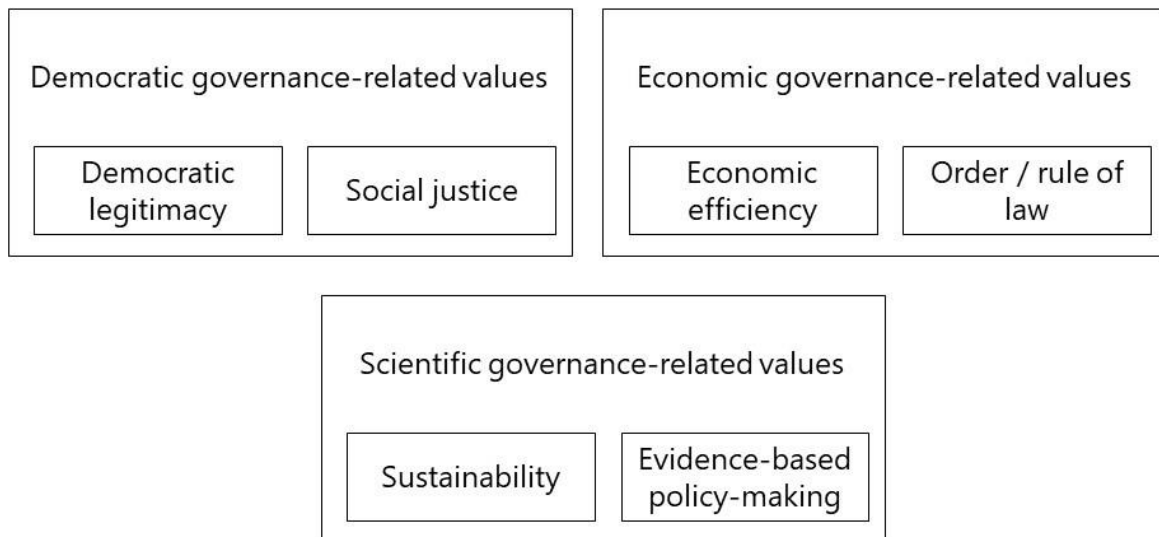 Democratic governance-related values
Democratic
legitimacy
Social justice
Economic governance-related values
Economic
efficiency
Order / rule of
law
Scientific governance-related values
Sustainability
Evidence-based
policy-making